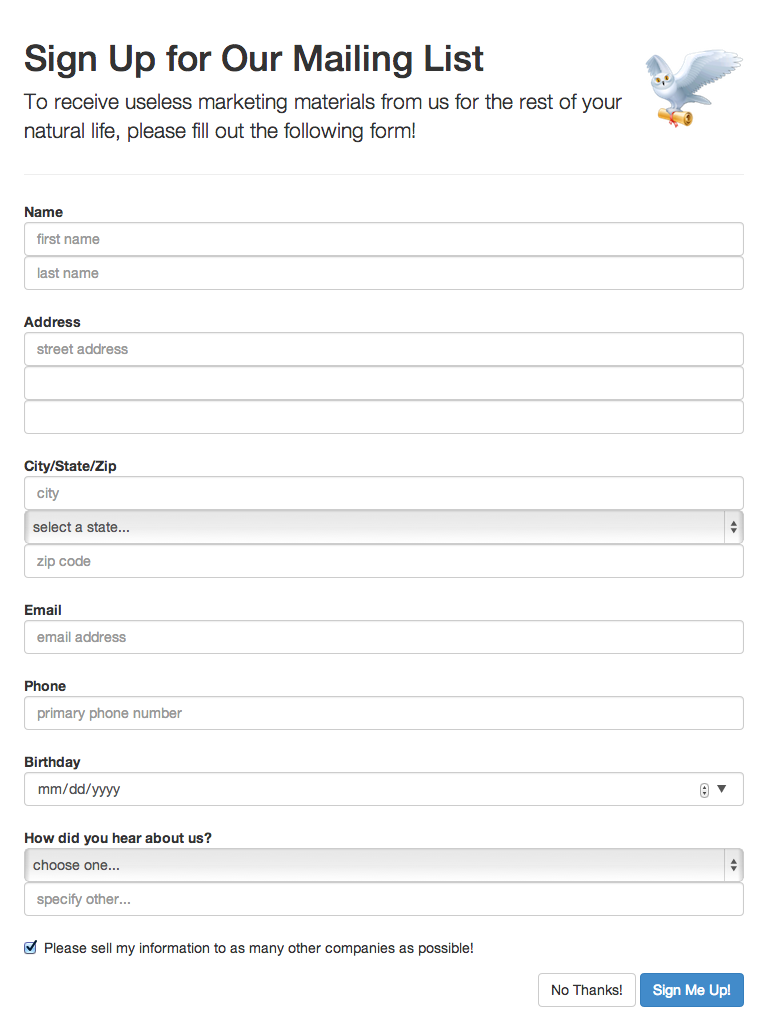 Sign Up for Our Mailing List
To receive useless marketing materials from us for the rest of your
natural life, please fill out the following form!
Name
first name
last name
Address
street address
City/State/Zip
city
select a state...
zip code
Email
email address
Phone
primary phone number
Birthday
mm/dd/yyyy
How did you hear about us?
choose one...
specify other...
Please sell my information to as many other companies as possible!
No Thanks! Sign Me Up!